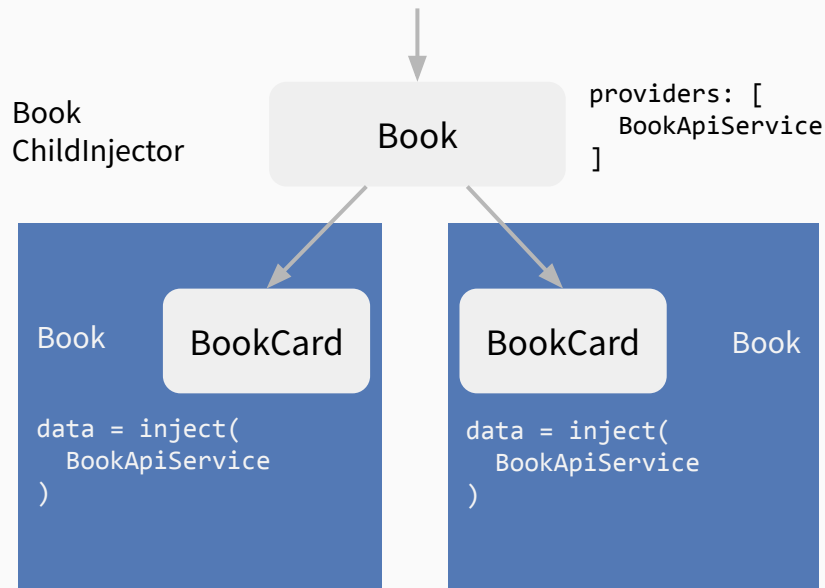 Book
ChildInjector
Book
providers: [
  BookApiService
]
Book
BookCard
data = inject(
  BookApiService
)
BookCard
Book
data = inject(
  BookApiService
)